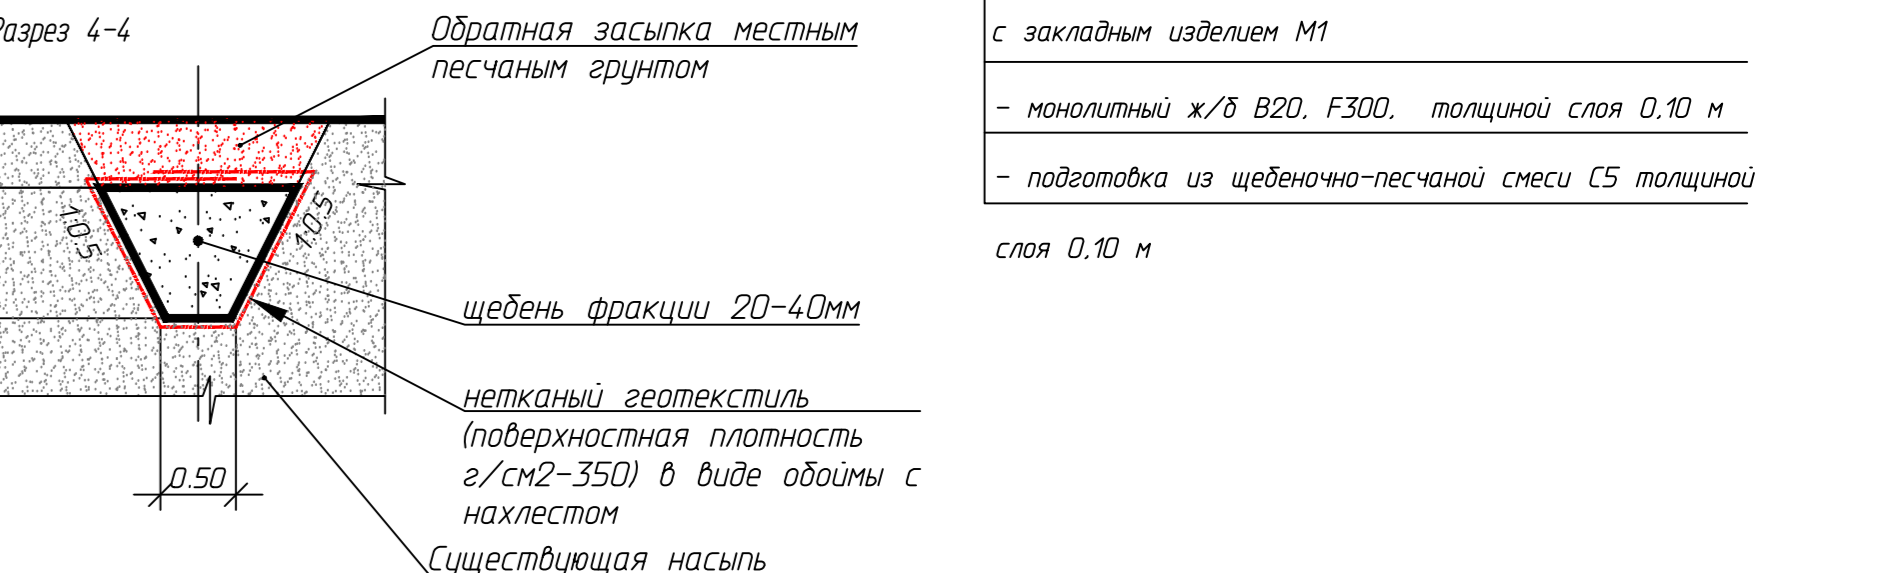 Разрез 4-4
Обратная засыпка местным
песчаным грунтом
1:0.5
1:0.5
щебень фракции 20-40мм
нетканый геотекстиль
(поверхностная плотность
г/см2-350) в виде обоймы с
нахлестом
0.50
Существующая насыпь
с закладным изделием М1
- монолитный ж/б В20, F300, толщиной слоя 0,10 м
- подготовка из щебеночно-песчаной смеси С5 толщиной
слоя 0,10 м